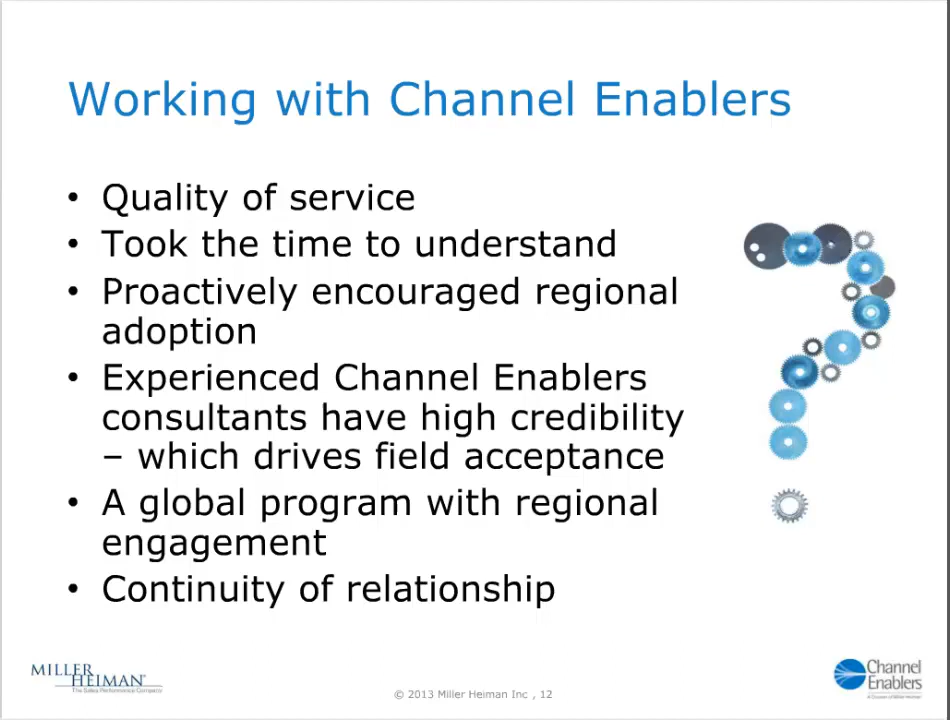 Working with Channel Enablers
• Quality of service
• Took the time to understand
• Proactively encouraged regional
adoption
• Experienced Channel Enablers
consultants have high credibility
– which drives field acceptance
• A global program with regional
engagement
• Continuity of relationship
MILLER
HEIMAN
The Sales Performance Company
© 2013 Miller Heiman Inc , 12
Channel
Enablers